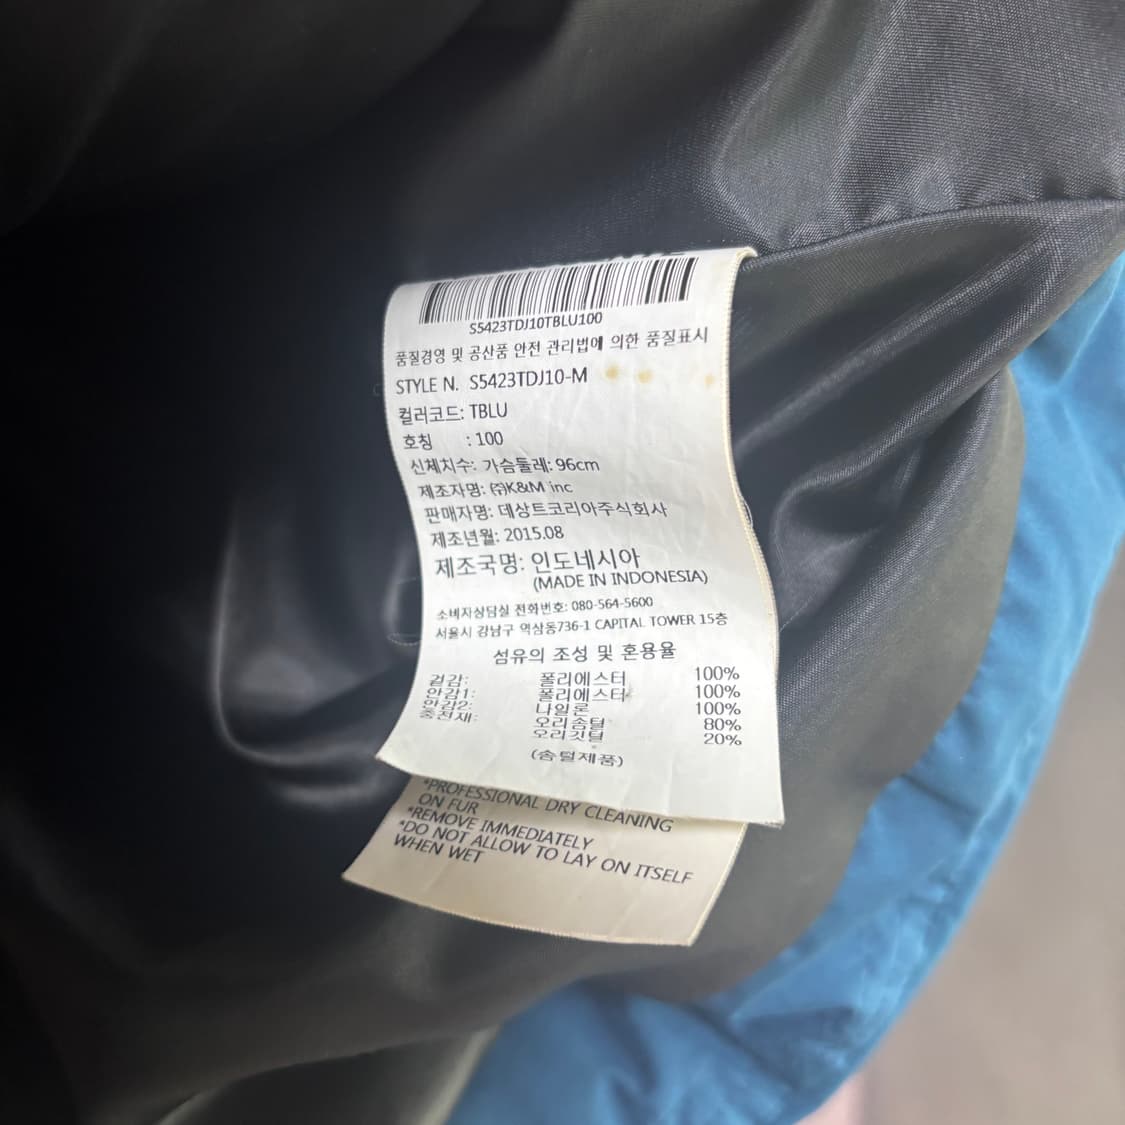 S5423TDJ10TBLU100
품질경영 및 공산품 안전 관리법에 의한 품질표시
STYLE N. S5423TDJ10-M
컬러코드: TBLU
호칭 : 100
신체치수: 가슴둘레: 96cm
제조자명: ㈜K&M inc
판매자명: 데상트코리아주식회사
제조년월: 2015.08
제조국명: 인도네시아
(MADE IN INDONESIA)
소비자상담실 전화번호: 080-564-5600
서울시 강남구 역삼동736-1 CAPITAL TOWER 15층
섬유의 조성 및 혼용율
겉감: 폴리에스터 100%
안감1: 폴리에스터 100%
안감2: 나일론 100%
충전재: 오리솜털 80%
오리깃털 20%
(솜털제품)
*PROFESSIONAL DRY CLEANING
ON FUR
*REMOVE IMMEDIATELY
*DO NOT ALLOW TO LAY ON ITSELF
WHEN WET